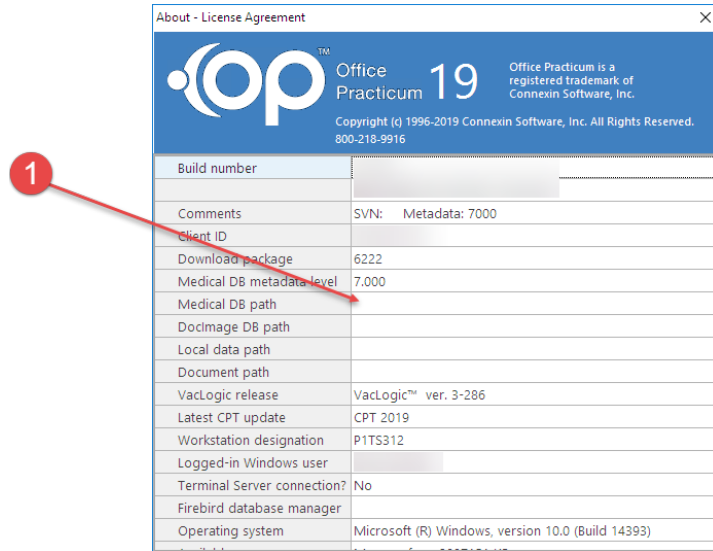 About - License Agreement
op TM
Office Practicum 19
Office Practicum is a registered trademark of Connexin Software, Inc.
Copyright (c) 1996-2019 Connexin Software, Inc. All Rights Reserved.
800-218-9916
1
Build number
Comments SVN: Metadata: 7000
Client ID
Download package 6222
Medical DB metadata level 7.000
Medical DB path
DocImage DB path
Local data path
Document path
VacLogic release VacLogic™ ver. 3-286
Latest CPT update CPT 2019
Workstation designation P1TS312
Logged-in Windows user
Terminal Server connection? No
Firebird database manager
Operating system Microsoft (R) Windows, version 10.0 (Build 14393)